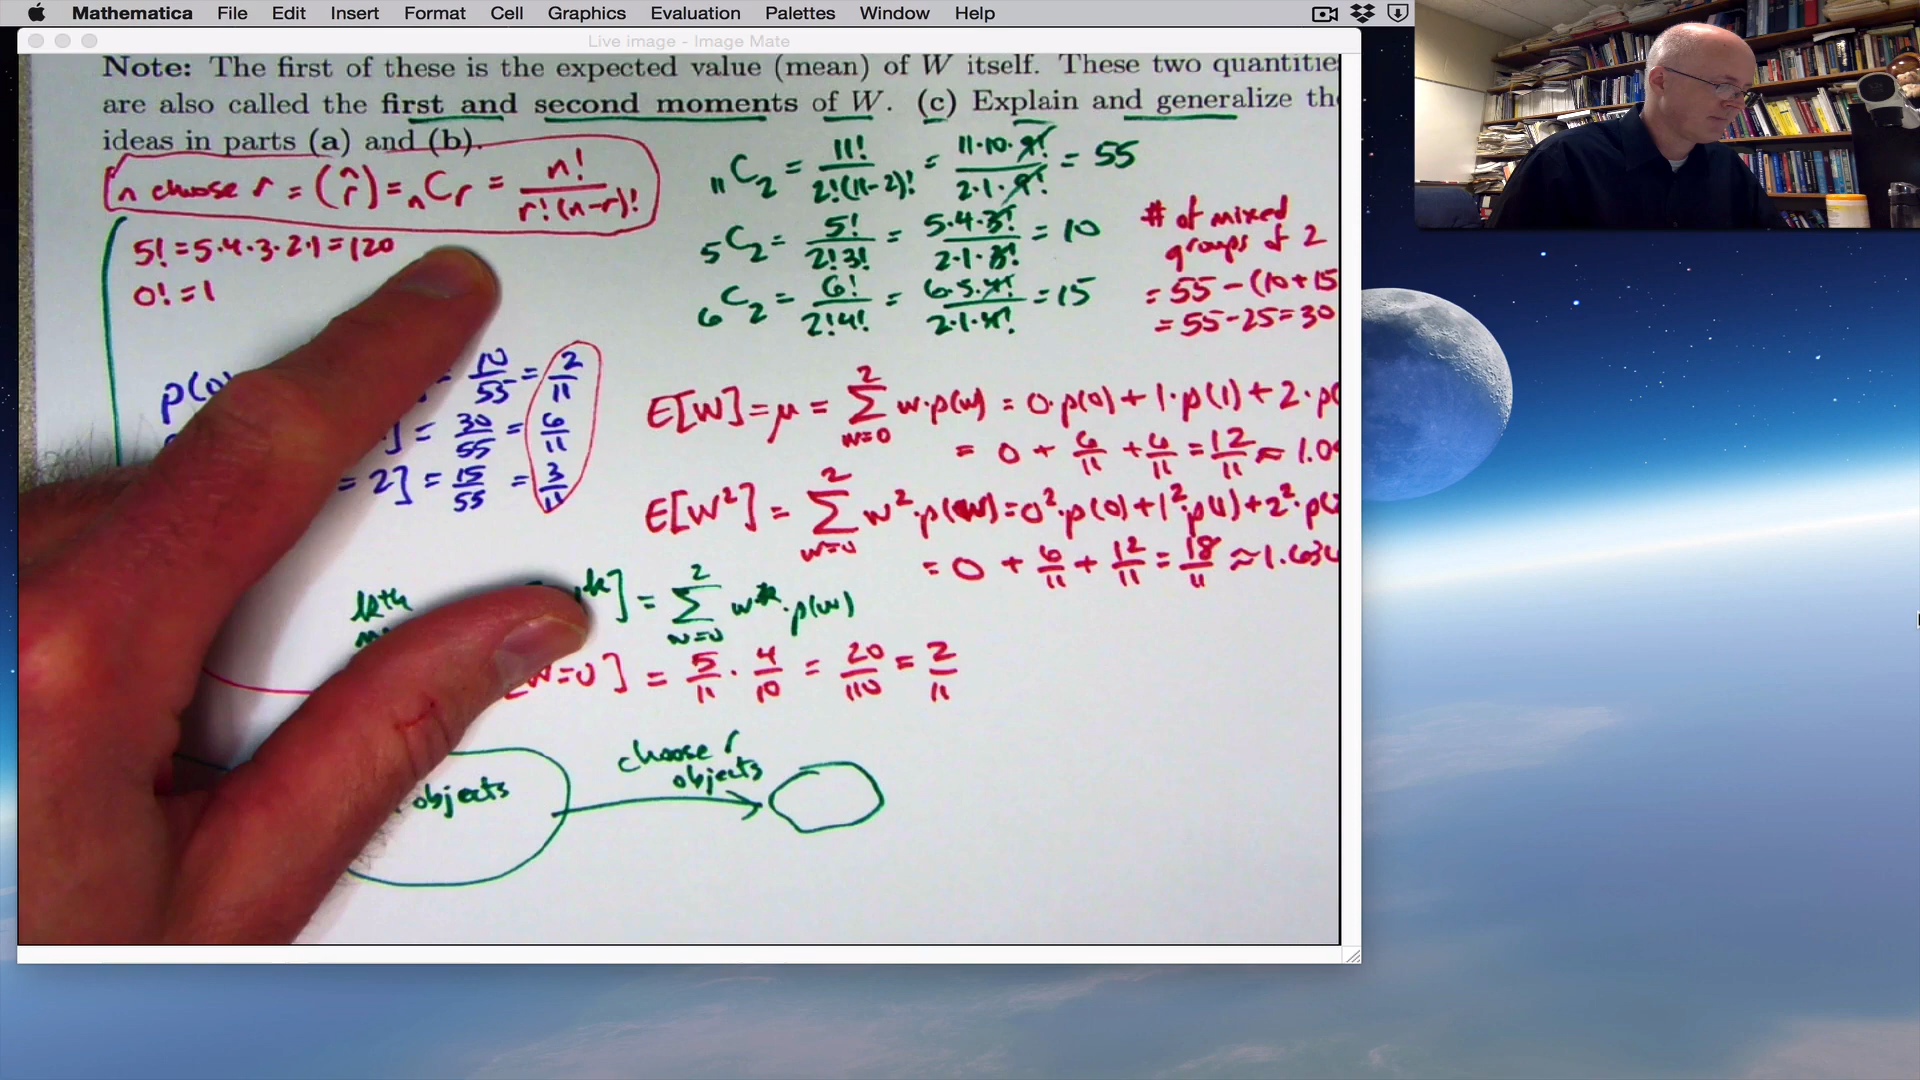 Mathematica File Edit Insert Format Cell Graphics Evaluation Palettes Window Help
Live image - Image Mate
Note: The first of these is the expected value (mean) of W itself. These two quantitie
are also called the first and second moments of W. (c) Explain and generalize th
ideas in parts (a) and (b).
n choose r = (n r) = nCr = n!/(r!(n-r)!)
5! = 5·4·3·2·1 = 120
0! = 1
11C2 = 11!/(2!(11-2)!) = (11·10·9!)/(2·1·9!) = 55
5C2 = 5!/(2!3!) = (5·4·3!)/(2·1·3!) = 10
6C2 = 6!/(2!4!) = (6·5·4!)/(2·1·4!) = 15
# of mixed
groups of 2
= 55 - (10+15
= 55-25 = 30
p(0) 10/55 = 2/11
] = 30/55 = 6/11
= 2] = 15/55 = 3/11
E[W] = μ = Σ w=0 2 w·p(w) = 0·p(0) + 1·p(1) + 2·p(
= 0 + 6/11 + 6/11 = 12/11 ≈ 1.0
E[W²] = Σ w=0 2 w²·p(w) = 0²·p(0) + 1²·p(1) + 2²·p(
= 0 + 6/11 + 12/11 = 18/11 ≈ 1.636
kth
k] = Σ w=0 2 w^k·p(w)
[W=0] = 5/11 · 4/10 = 20/110 = 2/11
objects
choose r
objects